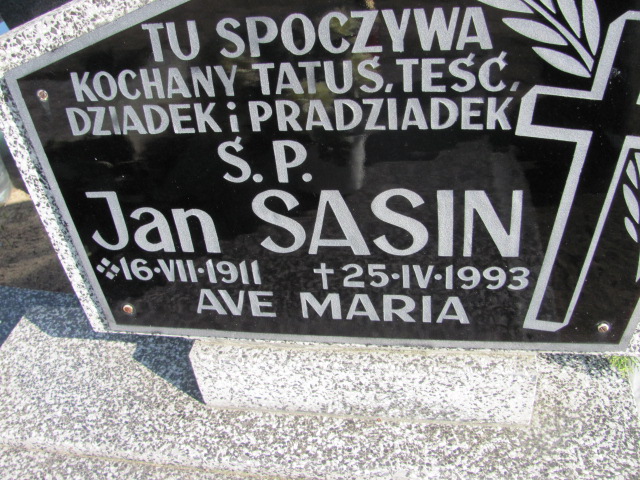 TU SPOCZYWA
KOCHANY TATUŚ, TEŚĆ,
DZIADEK i PRADZIADEK
Ś. P.
Jan SASIN
16·VII·1911 †25·IV·1993
AVE MARIA